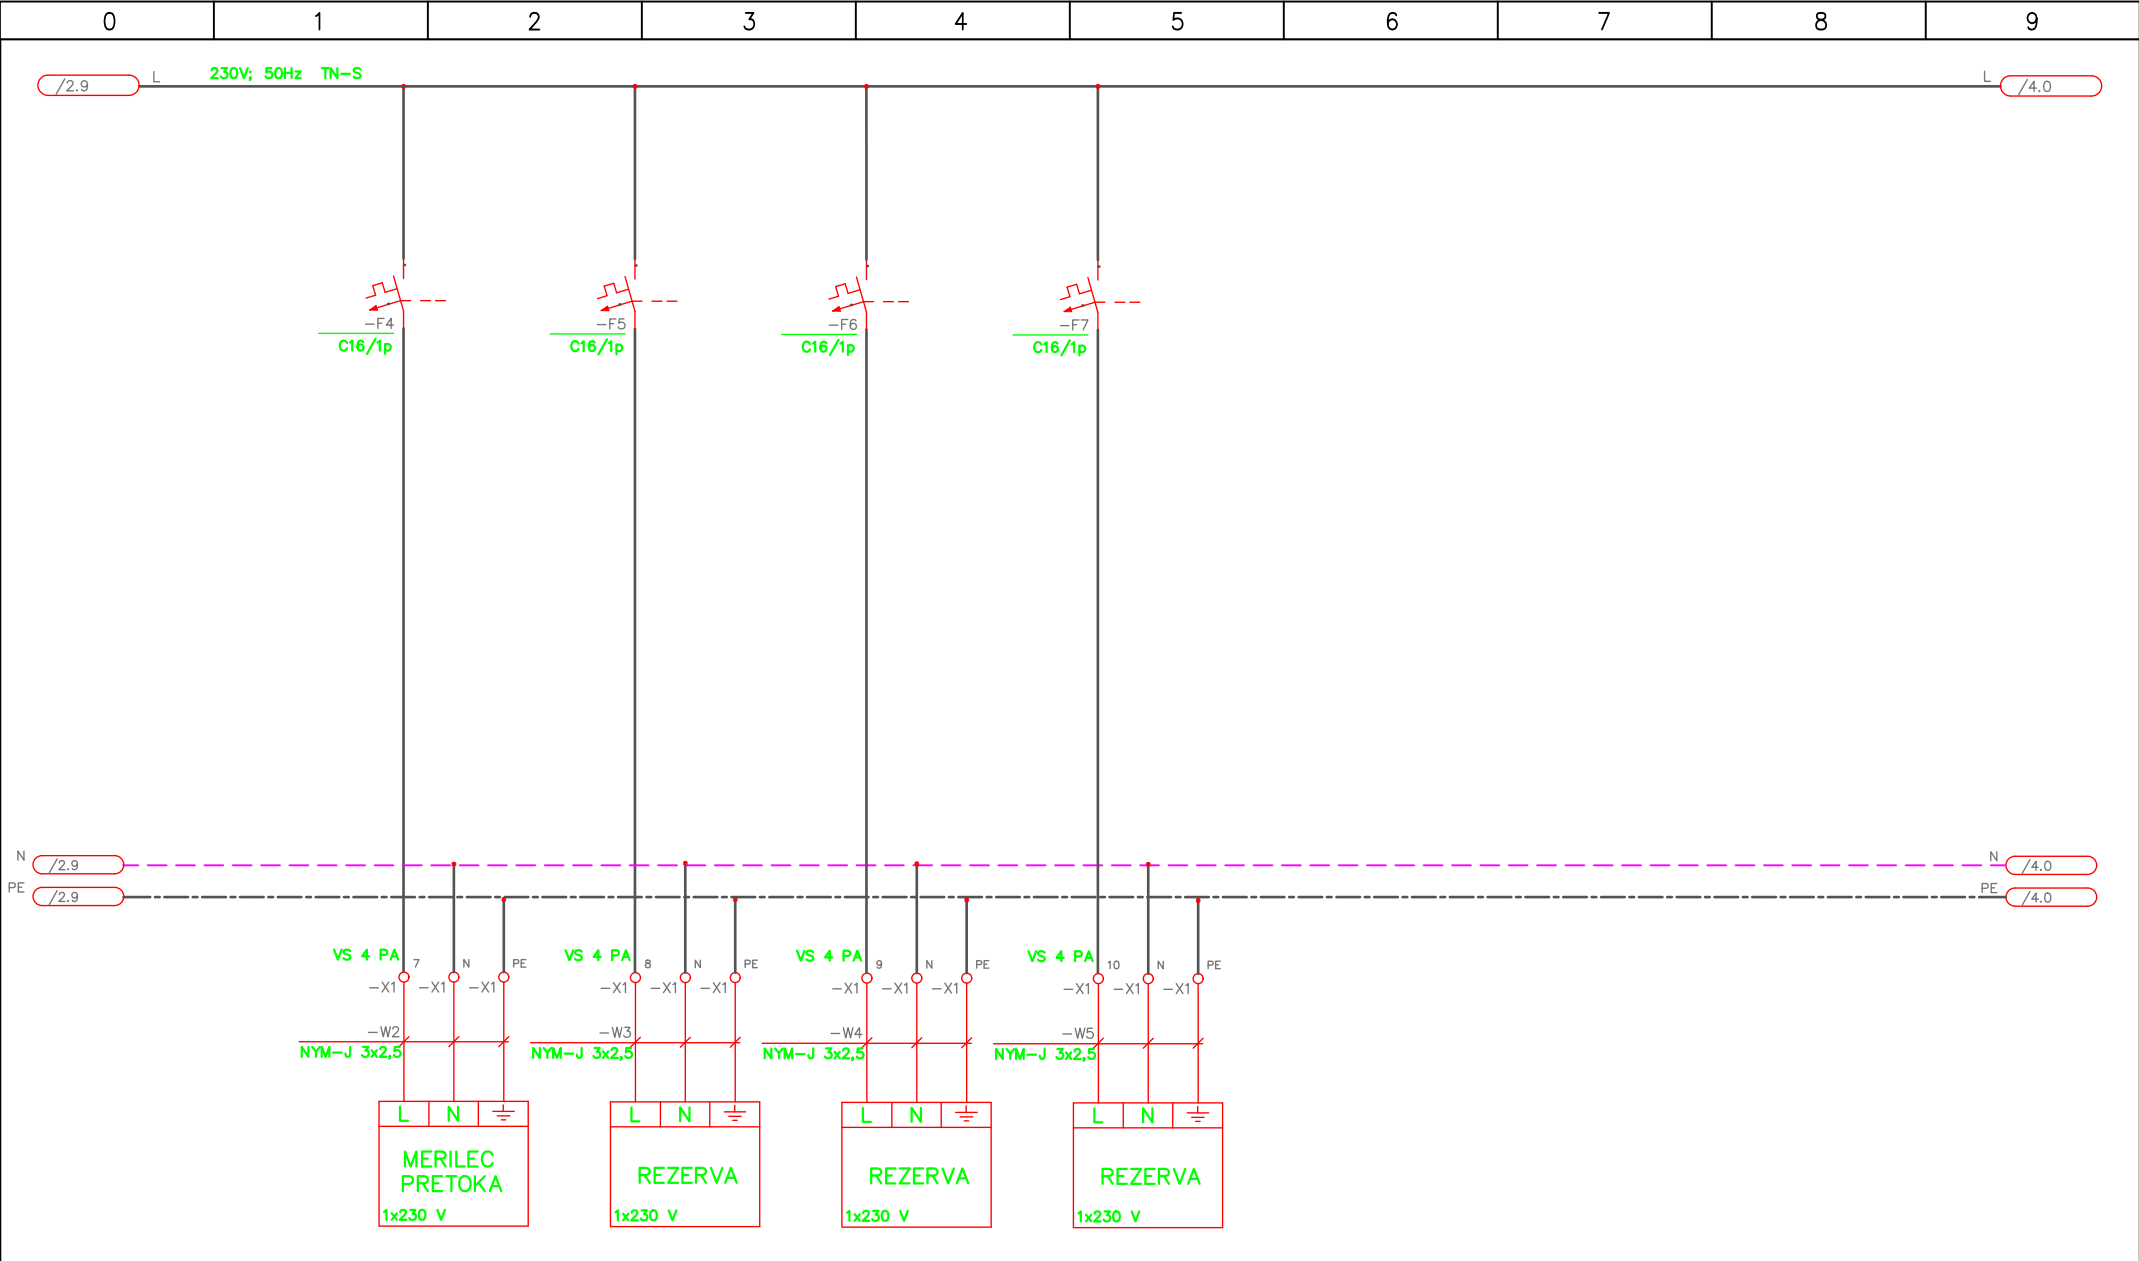 0 1 2 3 4 5 6 7 8 9
/2.9 L 230V; 50Hz TN-S L /4.0
-F4 -F5 -F6 -F7
C16/1p C16/1p C16/1p C16/1p
N /2.9 N /4.0
PE /2.9 PE /4.0
VS 4 PA 7 N PE VS 4 PA 8 N PE VS 4 PA 9 N PE VS 4 PA 10 N PE
-X1 -X1 -X1 -X1 -X1 -X1 -X1 -X1 -X1 -X1 -X1 -X1
-W2 -W3 -W4 -W5
NYM-J 3x2,5 NYM-J 3x2,5 NYM-J 3x2,5 NYM-J 3x2,5
L N L N L N L N
MERILEC
PRETOKA REZERVA REZERVA REZERVA
1x230 V 1x230 V 1x230 V 1x230 V